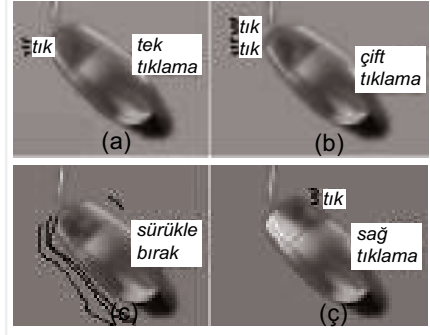 tık
tek
tıklama
(a)
tık
tık
çift
tıklama
(b)
sürükle
bırak
(c)
tık
sağ
tıklama
(ç)